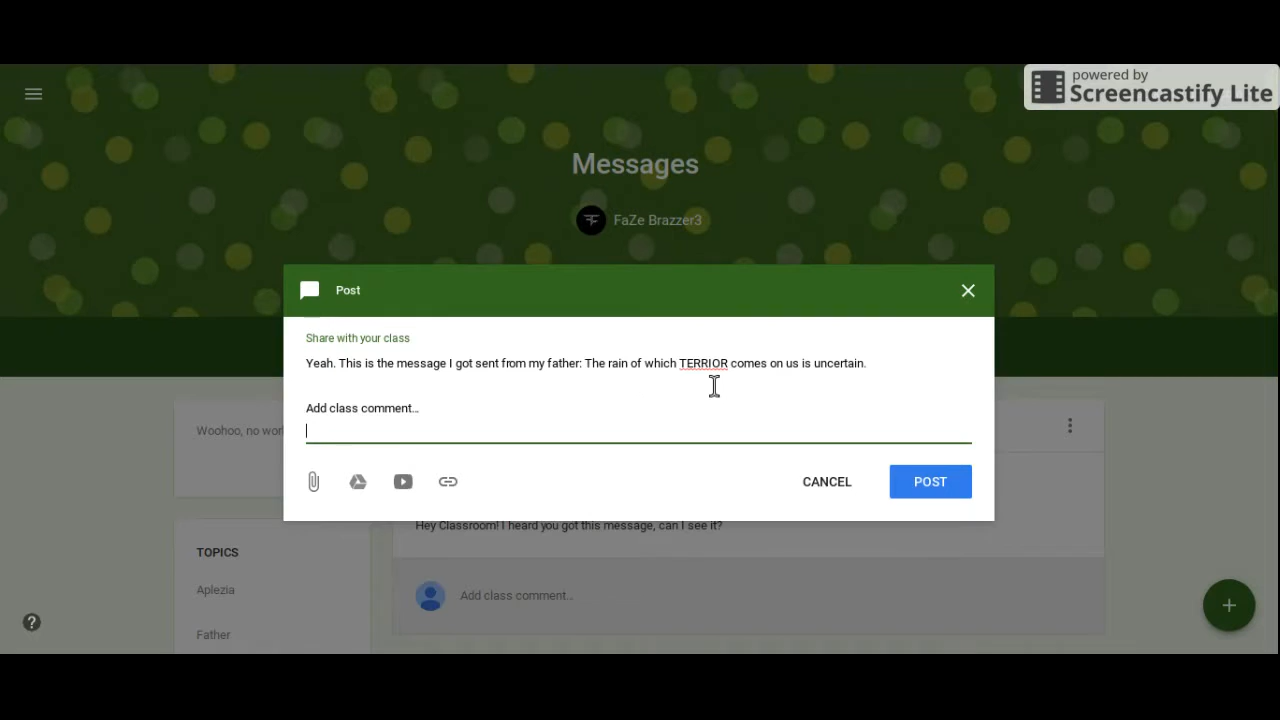 powered by
Screencastify Lite
Messages
FaZe Brazzer3
Post
Share with your class
Yeah. This is the message I got sent from my father: The rain of which TERRIOR comes on us is uncertain.
Add class comment…
Woohoo, no wor
CANCEL
POST
Hey Classroom! I heard you got this message, can I see it?
TOPICS
Aplezia
Add class comment…
Father